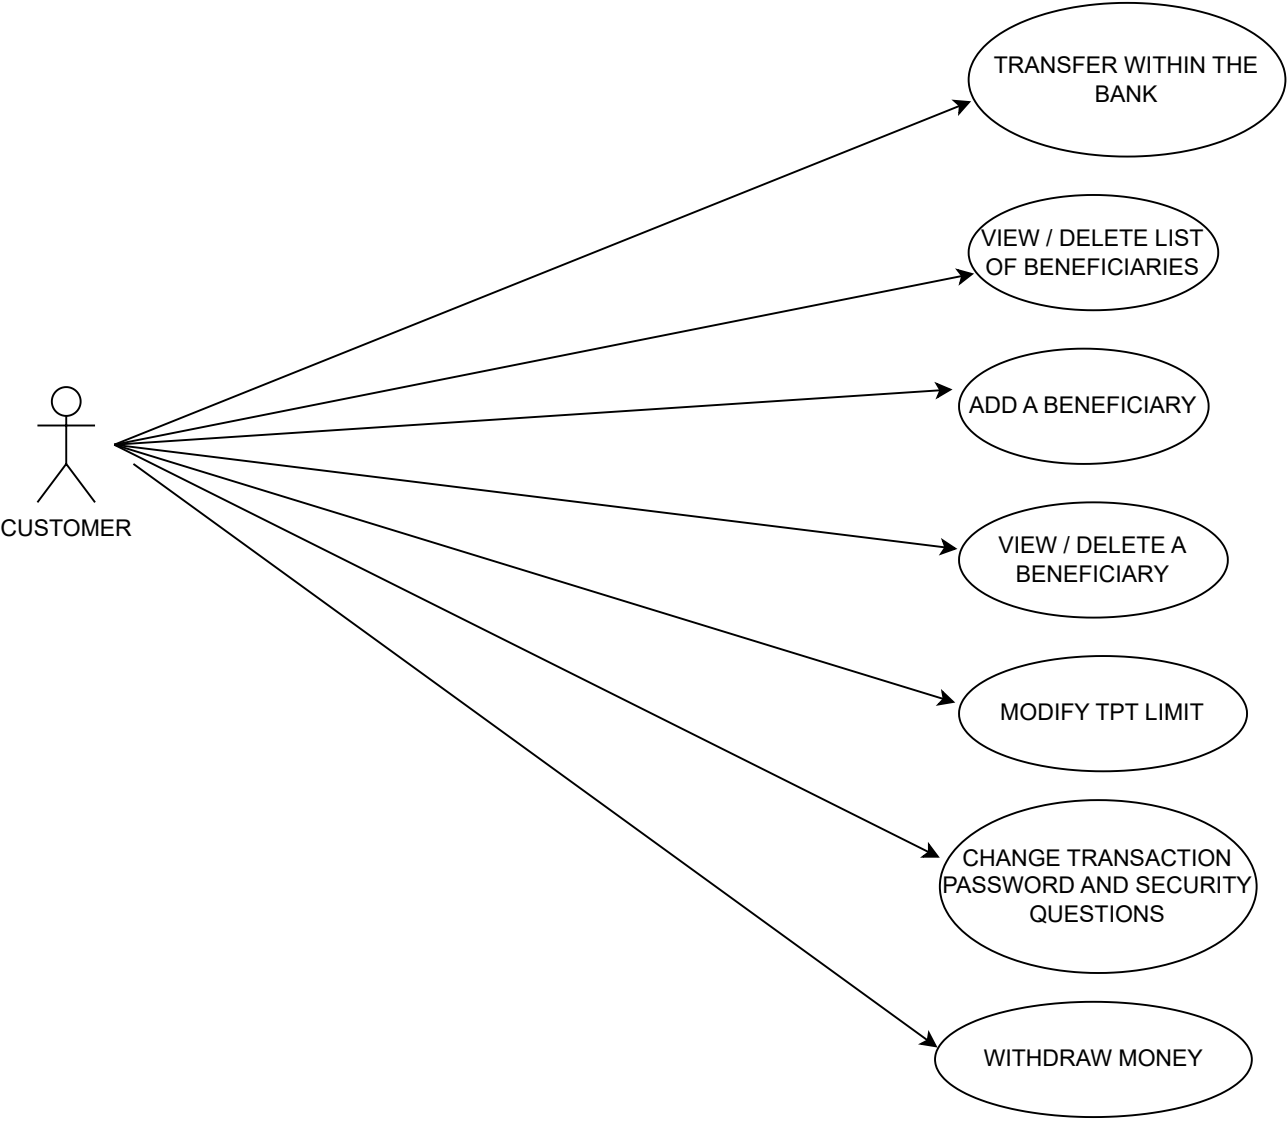 TRANSFER WITHIN THE
BANK
VIEW / DELETE LIST
OF BENEFICIARIES
ADD A BENEFICIARY
CUSTOMER
VIEW / DELETE A
BENEFICIARY
MODIFY TPT LIMIT
CHANGE TRANSACTION
PASSWORD AND SECURITY
QUESTIONS
WITHDRAW MONEY